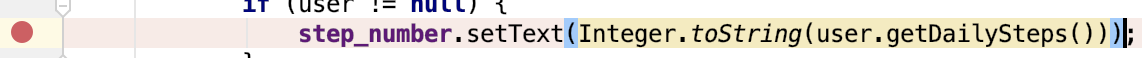 if (user != null) {
step_number.setText(Integer.toString(user.getDailySteps()));
}